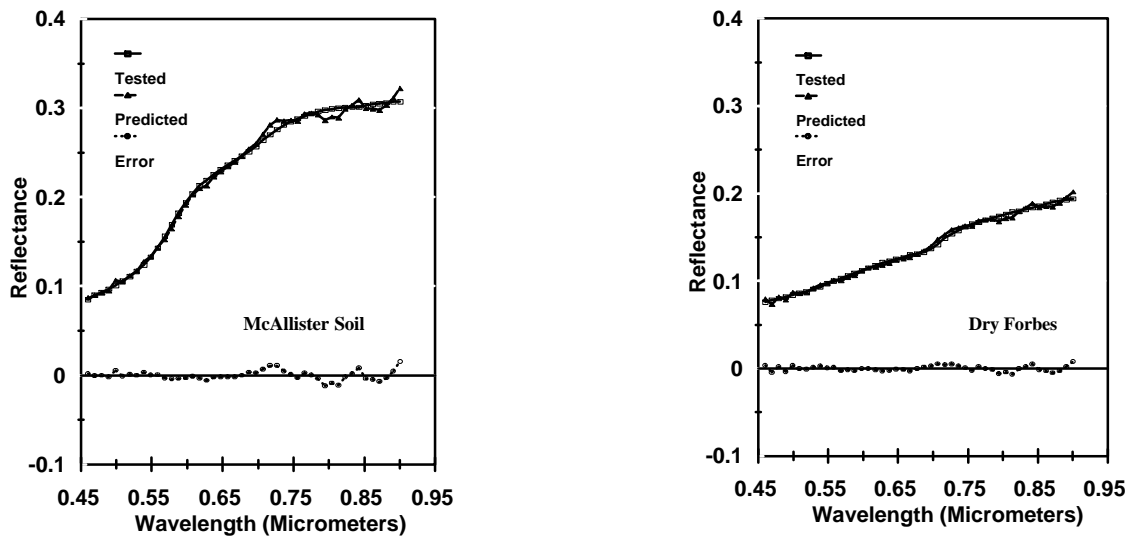 0.4
0.3
0.2
0.1
0
-0.1
Reflectance
Tested
Predicted
Error
McAllister Soil
0.45 0.55 0.65 0.75 0.85 0.95
Wavelength (Micrometers)
0.4
0.3
0.2
0.1
0
-0.1
Reflectance
Tested
Predicted
Error
Dry Forbes
0.45 0.55 0.65 0.75 0.85 0.95
Wavelength (Micrometers)